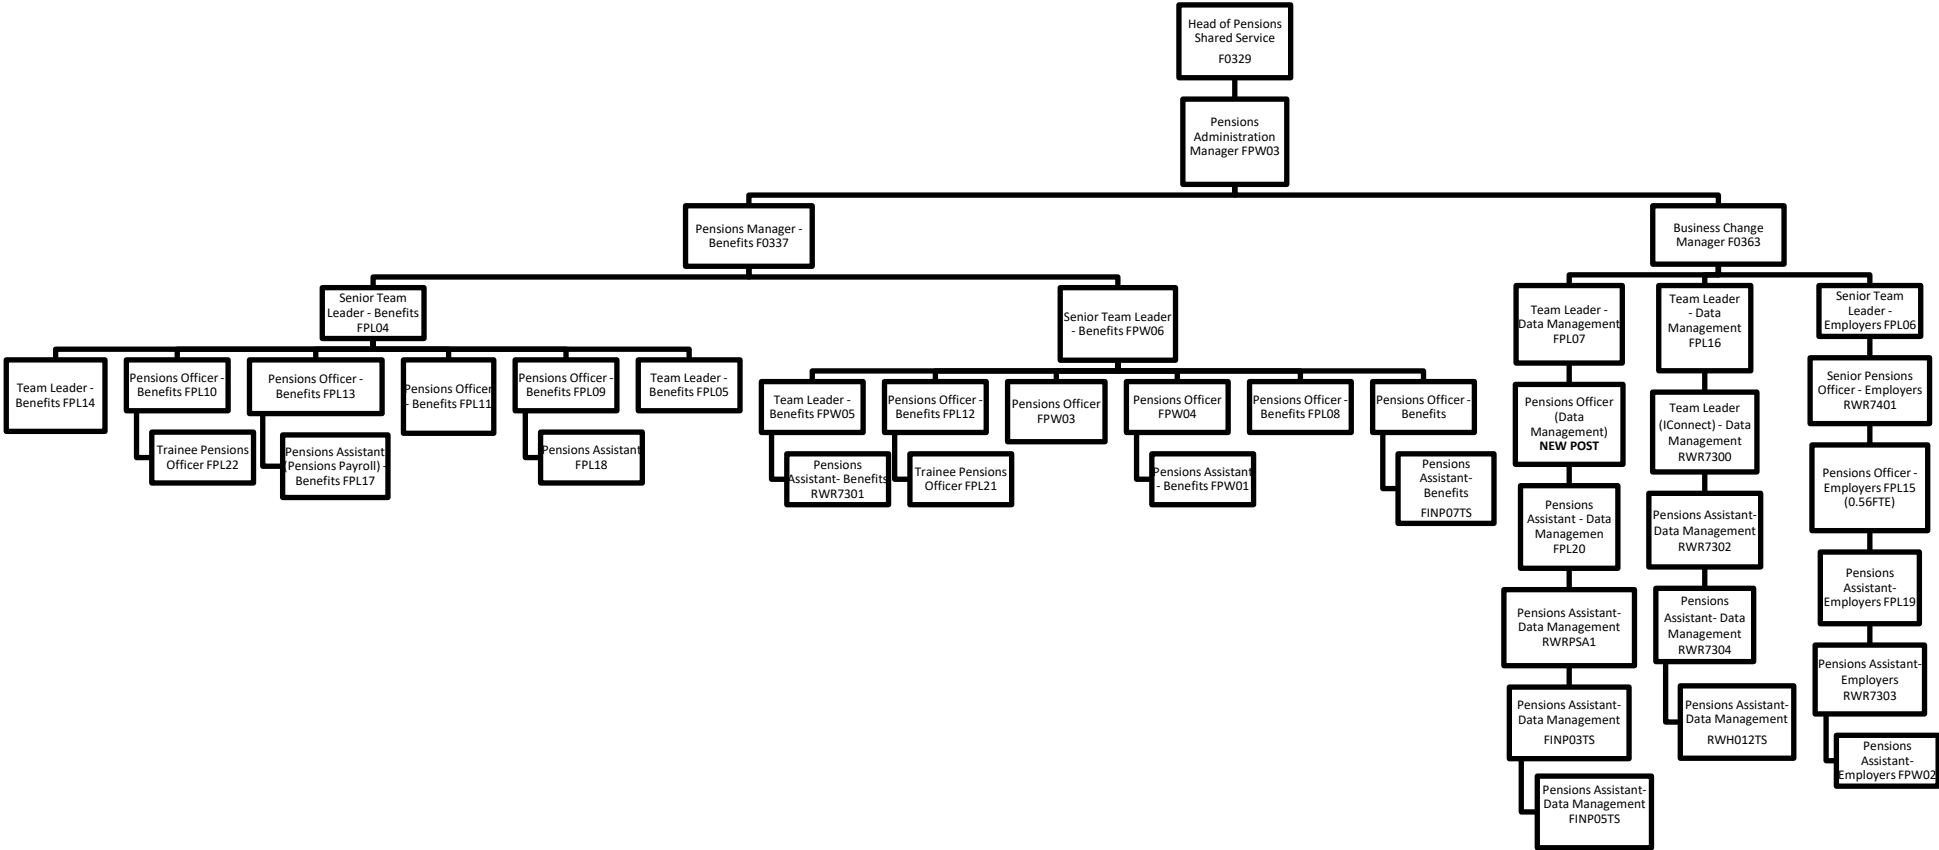 Head of Pensions
Shared Service
F0329
Pensions
Administration
Manager FPW03
Pensions Manager -
Benefits F0337
Business Change
Manager F0363
Senior Team
Leader - Benefits
FPL04
Senior Team Leader
- Benefits FPW06
Team Leader -
Data Management
FPL07
Team Leader
- Data
Management
FPL16
Senior Team
Leader -
Employers FPL06
Team Leader -
Benefits FPL14
Pensions Officer -
Benefits FPL10
Pensions Officer -
Benefits FPL13
Pensions Officer
- Benefits FPL11
Pensions Officer -
Benefits FPL09
Team Leader -
Benefits FPL05
Trainee Pensions
Officer FPL22
Pensions Assistant
(Pensions Payroll) -
Benefits FPL17
Pensions Assistant
FPL18
Team Leader -
Benefits FPW05
Pensions Officer -
Benefits FPL12
Pensions Officer
FPW03
Pensions Officer
FPW04
Pensions Officer -
Benefits FPL08
Pensions Officer -
Benefits
Pensions
Assistant- Benefits
RWR7301
Trainee Pensions
Officer FPL21
Pensions Assistant
- Benefits FPW01
Pensions
Assistant-
Benefits
FINP07TS
Pensions Officer
(Data
Management)
NEW POST
Pensions
Assistant - Data
Managemen
FPL20
Pensions Assistant-
Data Management
RWRPSA1
Pensions Assistant-
Data Management
FINP03TS
Pensions Assistant-
Data Management
FINP05TS
Team Leader
(IConnect) - Data
Management
RWR7300
Pensions Assistant-
Data Management
RWR7302
Pensions
Assistant- Data
Management
RWR7304
Pensions Assistant-
Data Management
RWH012TS
Senior Pensions
Officer - Employers
RWR7401
Pensions Officer -
Employers FPL15
(0.56FTE)
Pensions
Assistant-
Employers FPL19
Pensions Assistant-
Employers
RWR7303
Pensions
Assistant-
Employers FPW02